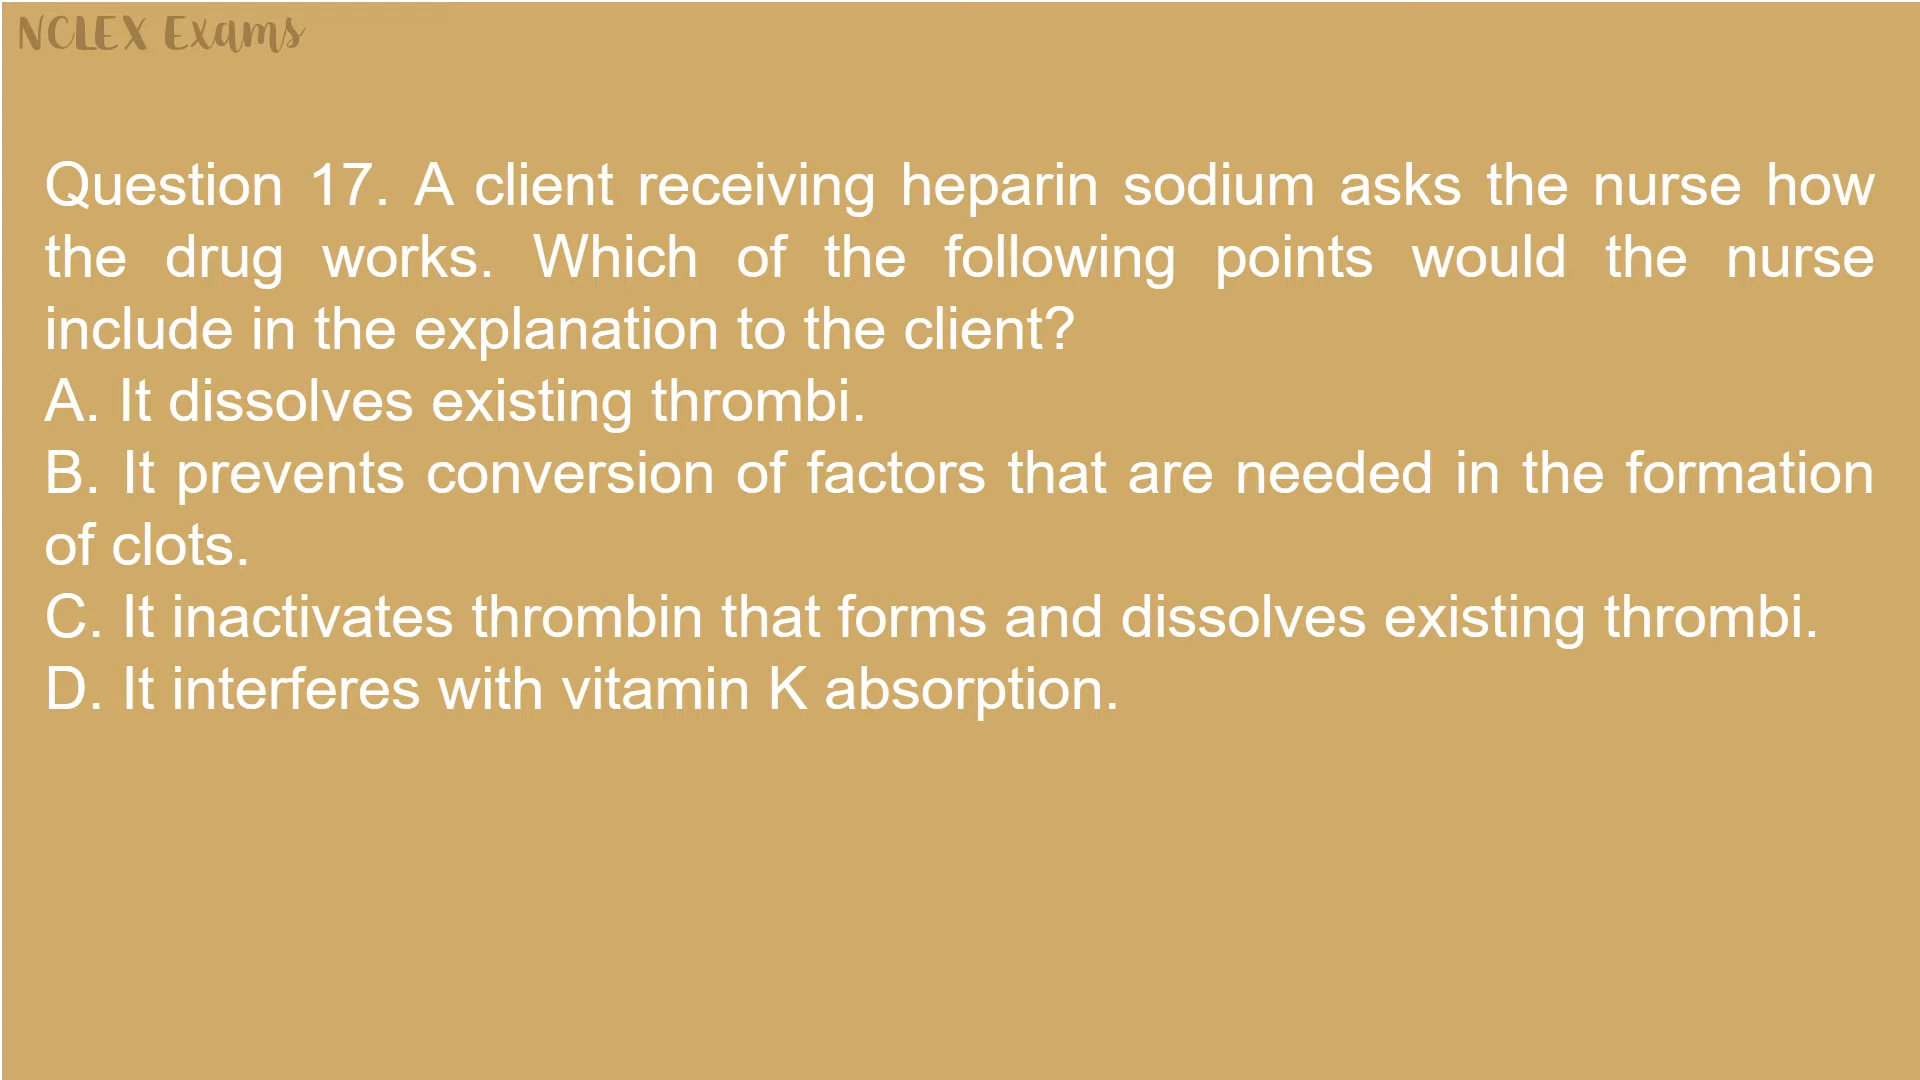 NCLEX Exams
Question 17. A client receiving heparin sodium asks the nurse how
the drug works. Which of the following points would the nurse
include in the explanation to the client?
A. It dissolves existing thrombi.
B. It prevents conversion of factors that are needed in the formation
of clots.
C. It inactivates thrombin that forms and dissolves existing thrombi.
D. It interferes with vitamin K absorption.